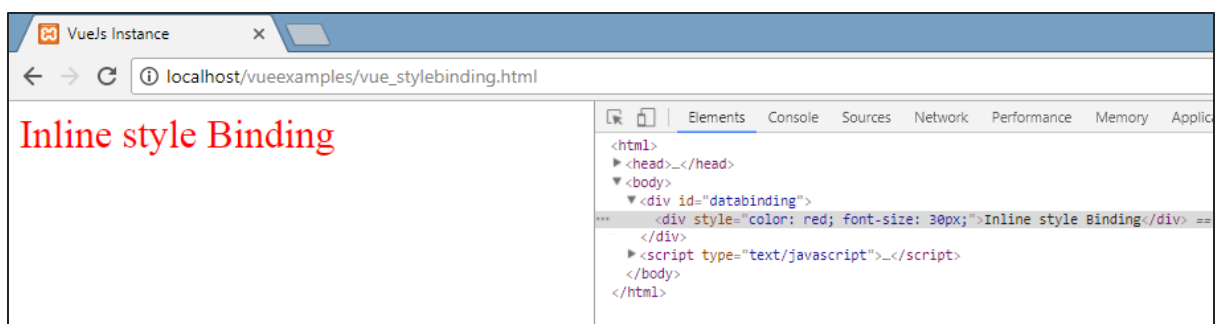 VueJs Instance
localhost/vueexamples/vue_stylebinding.html
Inline style Binding
Elements Console Sources Network Performance Memory Applica
<html>
<head>…</head>
<body>
<div id="databinding">
... <div style="color: red; font-size: 30px;">Inline style Binding</div> ==
</div>
<script type="text/javascript">…</script>
</body>
</html>